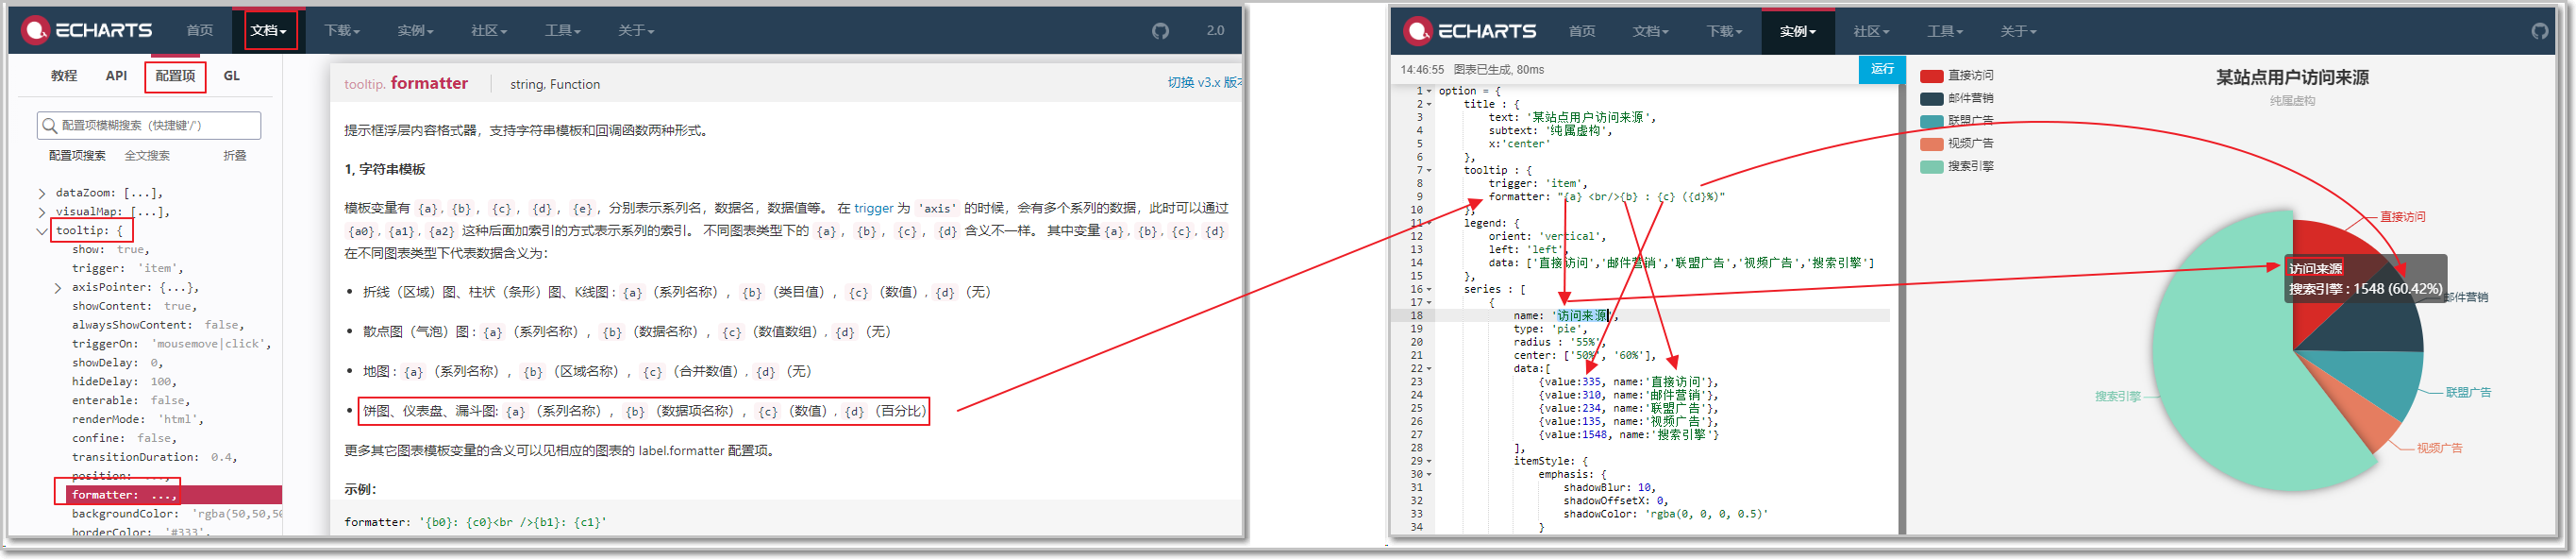 ECHARTS 首页 文档 下载 实例 社区 工具 关于 2.0
教程 API 配置项 GL
配置项模糊搜索（快捷键'/'）
配置项搜索 全文搜索 折叠
dataZoom: [...],
visualMap: [...],
tooltip: {
show: true,
trigger: 'item',
axisPointer: {...},
showContent: true,
alwaysShowContent: false,
triggerOn: 'mousemove|click',
showDelay: 0,
hideDelay: 100,
enterable: false,
renderMode: 'html',
confine: false,
transitionDuration: 0.4,
position: ...,
formatter: ...,
backgroundColor: 'rgba(50,50,50
borderColor: '#333',
tooltip. formatter string, Function
切换 v3.x 版本
提示框浮层内容格式器，支持字符串模板和回调函数两种形式。
1, 字符串模板
模板变量有 {a}, {b}, {c}, {d}, {e}，分别表示系列名，数据名，数据值等。 在 trigger 为 'axis' 的时候，会有多个系列的数据，此时可以通过
{a0}, {a1}, {a2} 这种后面加索引的方式表示系列的索引。 不同图表类型下的 {a}, {b}, {c}, {d} 含义不一样。 其中变量 {a}, {b}, {c}, {d}
在不同图表类型下代表数据含义为：
• 折线（区域）图、柱状（条形）图、K线图 : {a}（系列名称），{b}（类目值），{c}（数值）, {d}（无）
• 散点图（气泡）图 : {a}（系列名称），{b}（数据名称），{c}（数值数组）, {d}（无）
• 地图 : {a}（系列名称），{b}（区域名称），{c}（合并数值）, {d}（无）
• 饼图、仪表盘、漏斗图: {a}（系列名称），{b}（数据项名称），{c}（数值）, {d}（百分比）
更多其它图表模板变量的含义可以见相应的图表的 label.formatter 配置项。
示例：
formatter: '{b0}: {c0}<br />{b1}: {c1}'
ECHARTS 首页 文档 下载 实例 社区 工具 关于
14:46:55 图表已生成, 80ms 运行
1 option = {
2 title : {
3 text: '某站点用户访问来源',
4 subtext: '纯属虚构',
5 x:'center'
6 },
7 tooltip : {
8 trigger: 'item',
9 formatter: "{a} <br/>{b} : {c} ({d}%)"
10 },
11 legend: {
12 orient: 'vertical',
13 left: 'left',
14 data: ['直接访问','邮件营销','联盟广告','视频广告','搜索引擎']
15 },
16 series : [
17 {
18 name: '访问来源',
19 type: 'pie',
20 radius : '55%',
21 center: ['50%', '60%'],
22 data:[
23 {value:335, name:'直接访问'},
24 {value:310, name:'邮件营销'},
25 {value:234, name:'联盟广告'},
26 {value:135, name:'视频广告'},
27 {value:1548, name:'搜索引擎'}
28 ],
29 itemStyle: {
30 emphasis: {
31 shadowBlur: 10,
32 shadowOffsetX: 0,
33 shadowColor: 'rgba(0, 0, 0, 0.5)'
34 }
直接访问
邮件营销
联盟广告
视频广告
搜索引擎
某站点用户访问来源
纯属虚构
直接访问
访问来源
搜索引擎 : 1548 (60.42%)
邮件营销
联盟广告
搜索引擎
视频广告